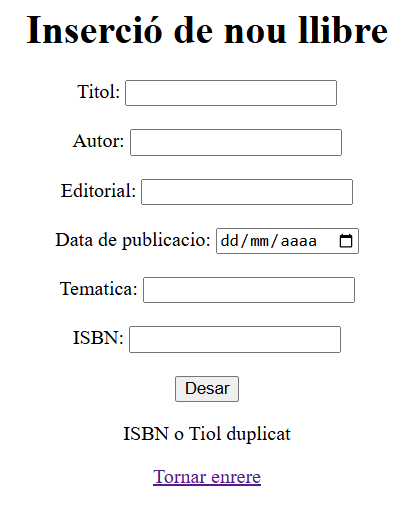 Inserció de nou llibre
Titol:
Autor:
Editorial:
Data de publicacio: dd/mm/aaaa
Tematica:
ISBN:
Desar
ISBN o Tiol duplicat
Tornar enrere